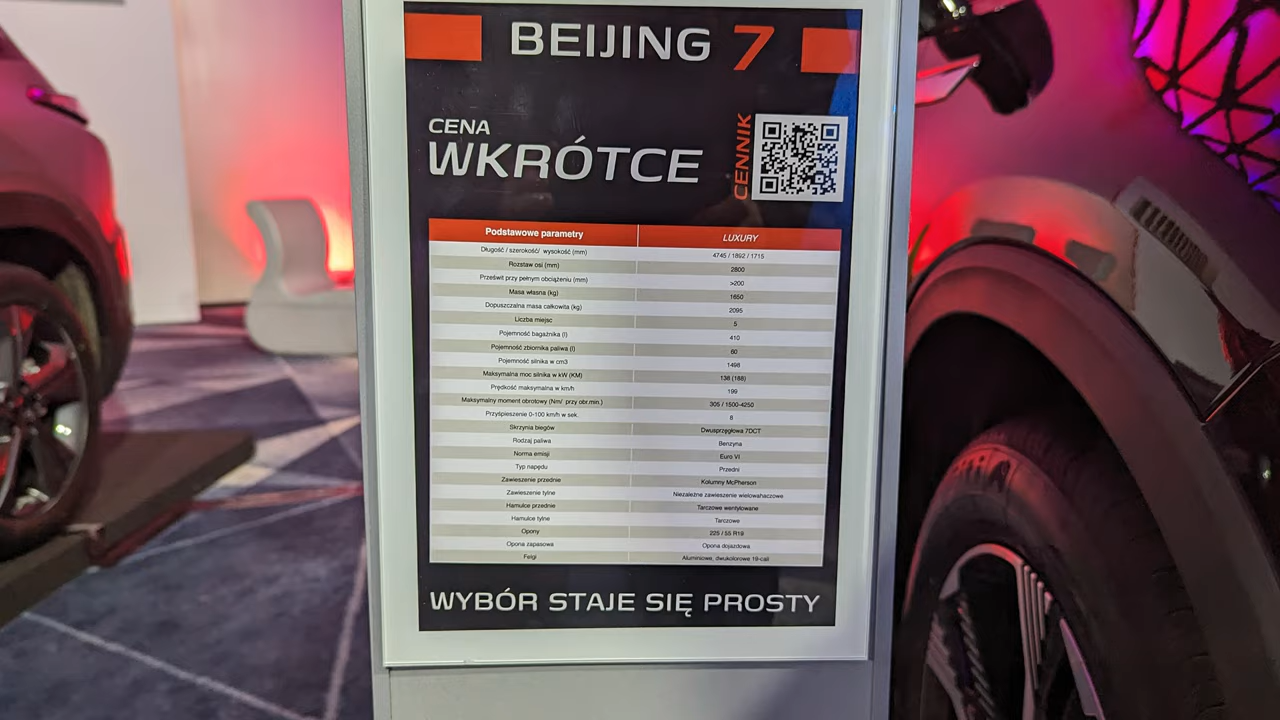 BEIJING 7
CENA
WKRÓTCE
CENNIK
Podstawowe parametry LUXURY
Długość / szerokość/ wysokość (mm) 4745 / 1892 / 1715
Rozstaw osi (mm) 2800
Prześwit przy pełnym obciążeniu (mm) >200
Masa własna (kg) 1650
Dopuszczalna masa całkowita (kg) 2095
Liczba miejsc 5
Pojemność bagażnika (l) 410
Pojemność zbiornika paliwa (l) 60
Pojemność silnika w cm3 1498
Maksymalna moc silnika w kW (KM) 138 (188)
Prędkość maksymalna w km/h 199
Maksymalny moment obrotowy (Nm/ przy obr.min.) 305 / 1500-4250
Przyśpieszenie 0-100 km/h w sek. 8
Skrzynia biegów Dwusprzęgłowa 7DCT
Rodzaj paliwa Benzyna
Norma emisji Euro VI
Typ napędu Przedni
Zawieszenie przednie Kolumny McPherson
Zawieszenie tylne Niezależne zawieszenie wielowahaczowe
Hamulce przednie Tarczowe wentylowane
Hamulce tylne Tarczowe
Opony 225 / 55 R19
Opona zapasowa Opona dojazdowa
Felgi Aluminiowe, dwukolorowe 19-cali
WYBÓR STAJE SIĘ PROSTY